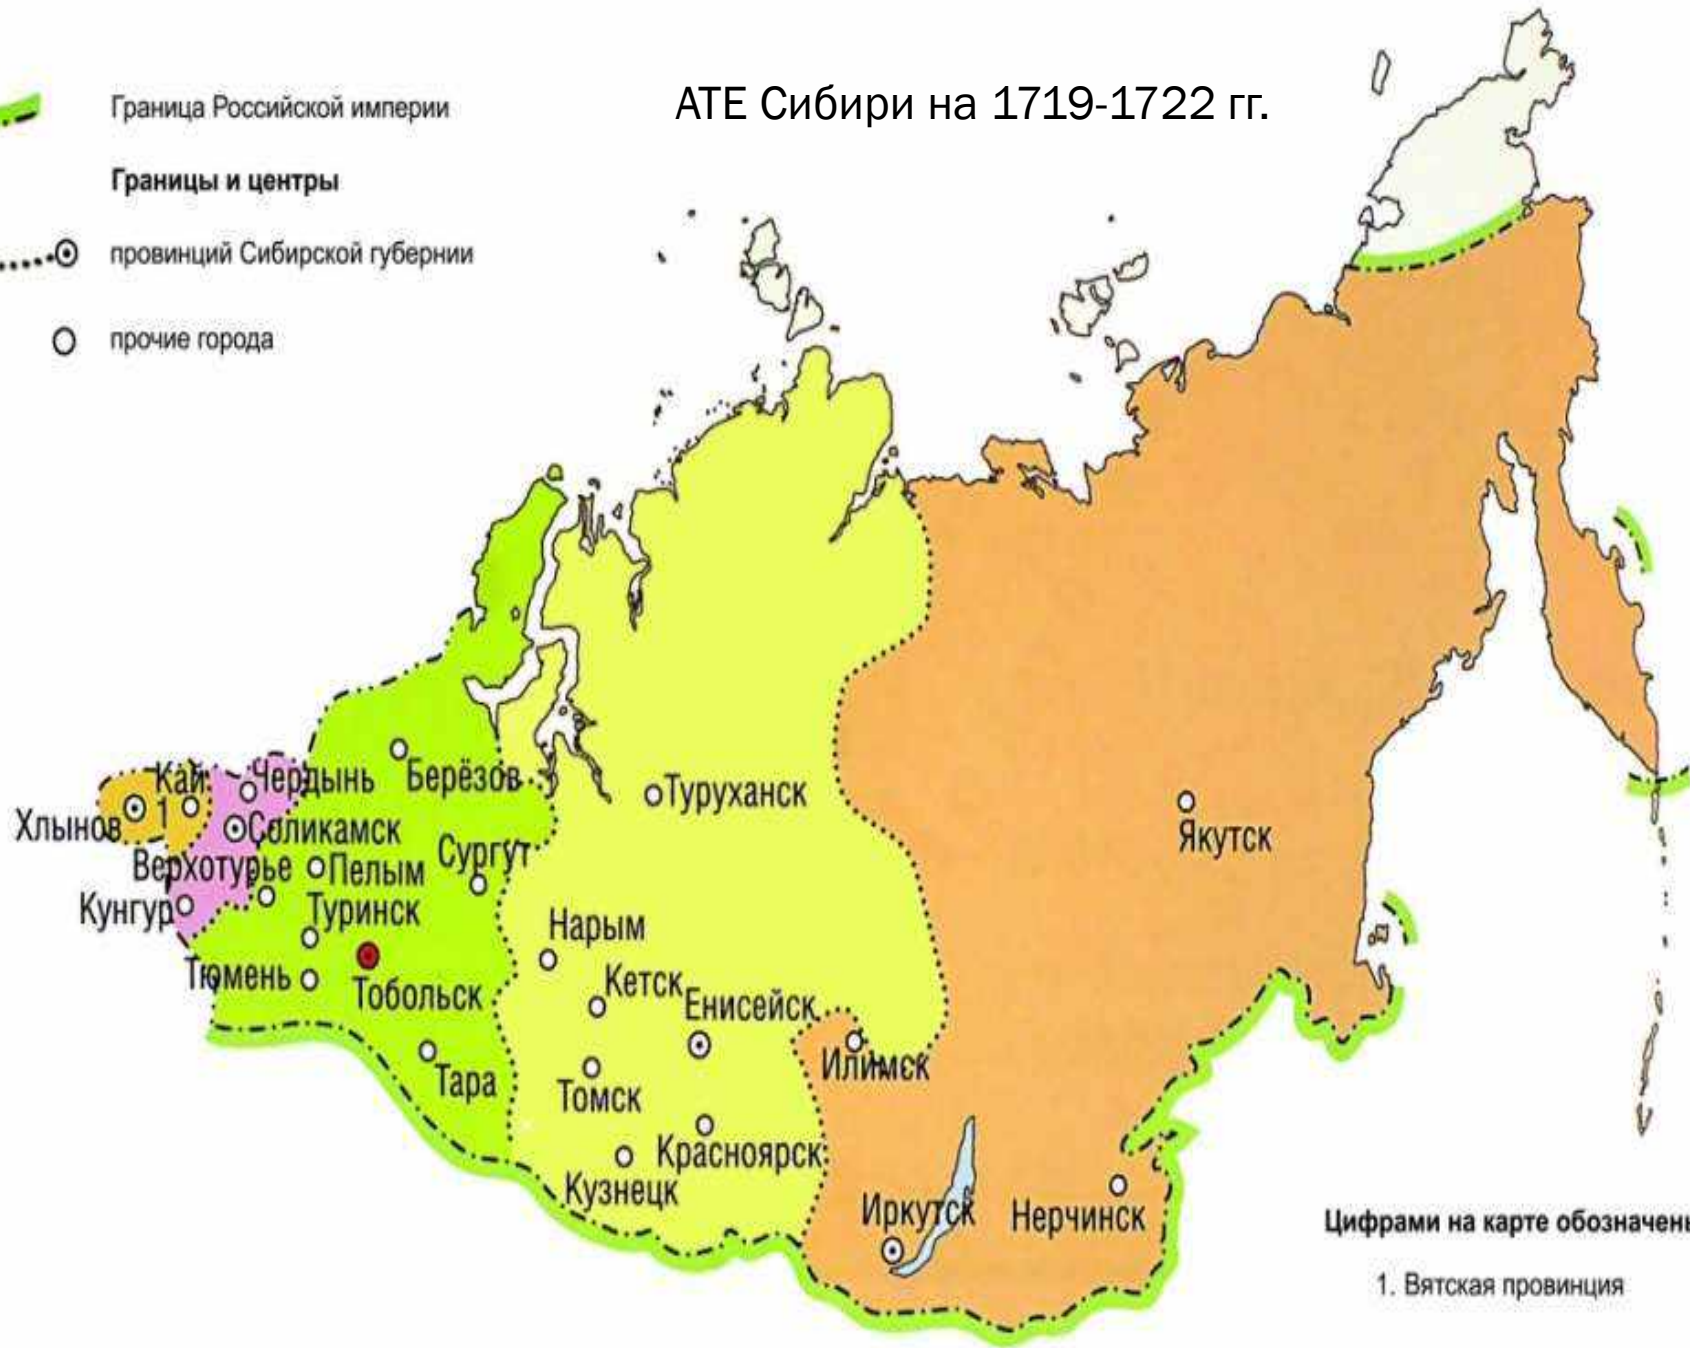 АТЕ Сибири на 1719-1722 гг.
Граница Российской империи
Границы и центры
провинций Сибирской губернии
прочие города
Кай
Чердынь
Берёзов
Хлынов
1
Соликамск
Туруханск
Якутск
Верхотурье
Пелым
Сургут
Кунгур
Туринск
Нарым
Тюмень
Тобольск
Кетск
Енисейск
Илимск
Тара
Томск
Красноярск
Кузнецк
Иркутск
Нерчинск
Цифрами на карте обозначены
1. Вятская провинция